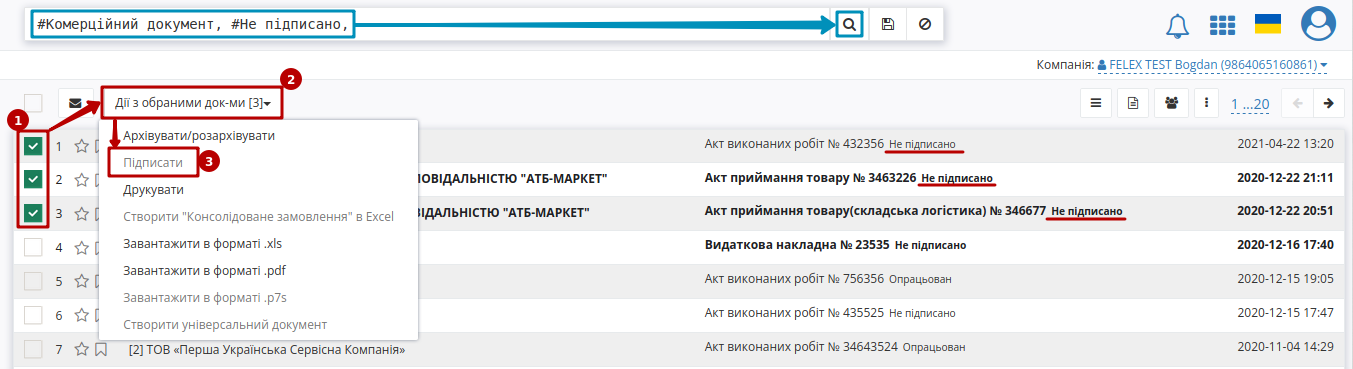 #Комерційний документ, #Не підписано,
Компанія: FELEX TEST Bogdan (9864065160861)
2
Дії з обраними док-ми [3]
1 ...20
1
Архівувати/розархівувати
1 Акт виконаних робіт № 432356 Не підписано 2021-04-22 13:20
Підписати 3
2 ОВІДАЛЬНІСТЮ "АТБ-МАРКЕТ" Акт приймання товару № 3463226 Не підписано 2020-12-22 21:11
Друкувати
3 ВІДАЛЬНІСТЮ "АТБ-МАРКЕТ" Акт приймання товару(складська логістика) № 346677 Не підписано 2020-12-22 20:51
Створити "Консолідоване замовлення" в Excel
4 Видаткова накладна № 23535 Не підписано 2020-12-16 17:40
Завантажити в форматі .xls
Завантажити в форматі .pdf
5 Акт виконаних робіт № 756356 Опрацьован 2020-12-15 19:05
Завантажити в форматі .p7s
6 Акт виконаних робіт № 435525 Не підписано 2020-12-15 17:47
Створити універсальний документ
7 [2] ТОВ «Перша Українська Сервісна Компанія» Акт виконаних робіт № 34643524 Опрацьован 2020-11-04 14:29